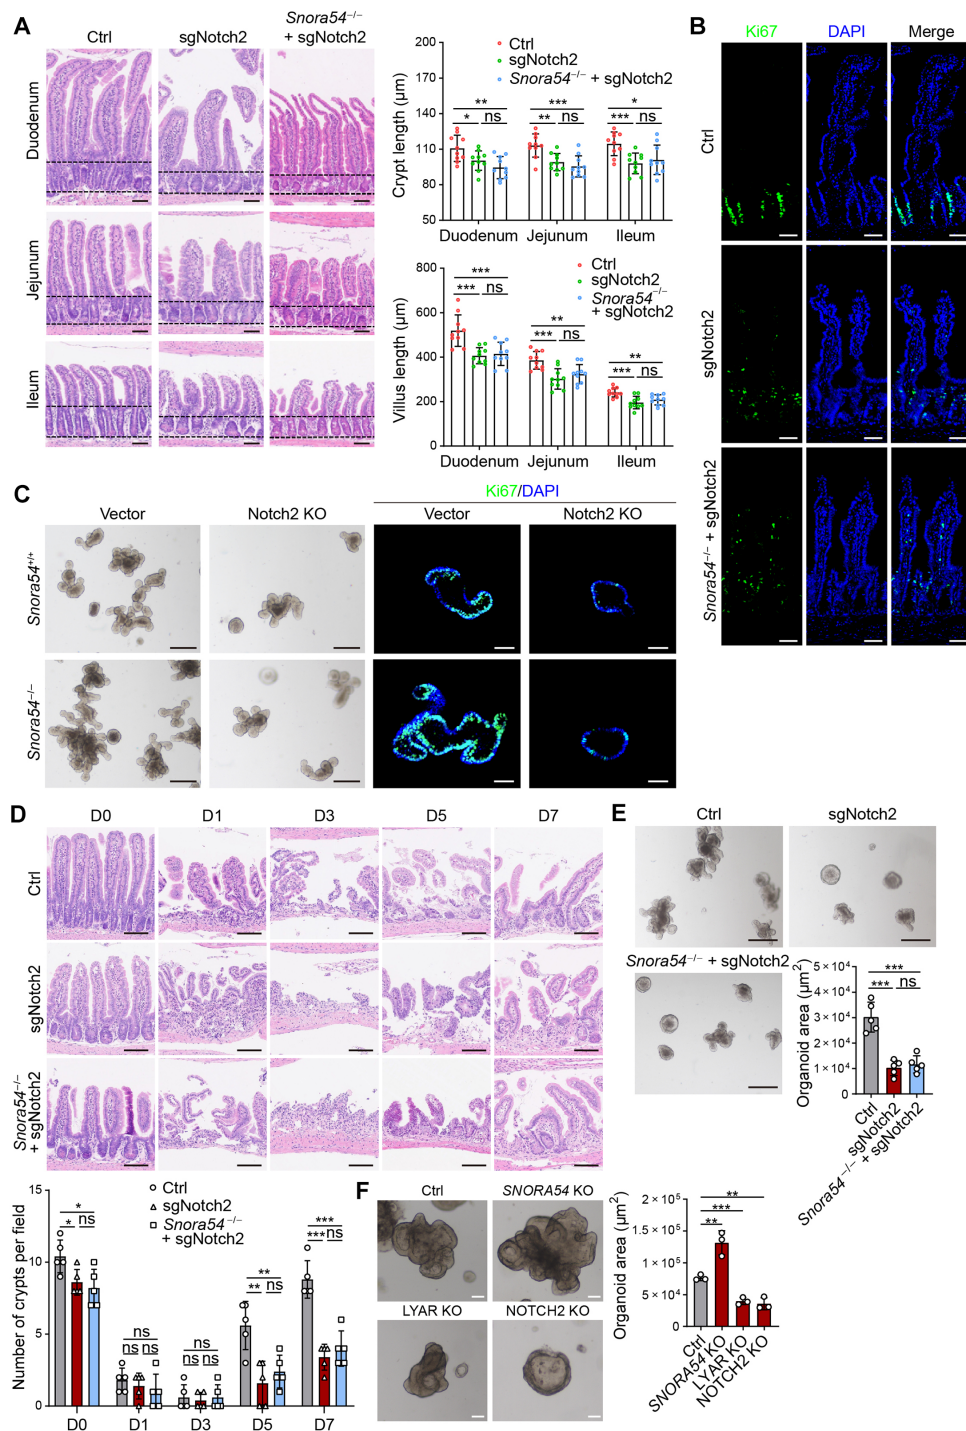 A
Ctrl
sgNotch2
Snora54−/−
+ sgNotch2
Duodenum
Jejunum
Ileum
Crypt length (μm)
200
170
140
110
80
50
Ctrl
sgNotch2
Snora54−/− + sgNotch2
**
* ns
***
** ns
*
*** ns
Duodenum Jejunum Ileum
Villus length (μm)
800
600
400
200
0
Ctrl
sgNotch2
Snora54−/−
+ sgNotch2
***
*** ns
**
*** ns
**
*** ns
Duodenum Jejunum Ileum
B
Ki67 DAPI Merge
Ctrl
sgNotch2
Snora54−/− + sgNotch2
C
Ki67/DAPI
Vector Notch2 KO Vector Notch2 KO
Snora54+/+
Snora54−/−
D
D0 D1 D3 D5 D7
Ctrl
sgNotch2
Snora54−/−
+ sgNotch2
Number of crypts per field
15
10
5
0
Ctrl
sgNotch2
Snora54−/−
+ sgNotch2
*
* ns
ns
ns ns
ns
ns ns
**
** ns
***
*** ns
D0 D1 D3 D5 D7
E
Ctrl sgNotch2
Snora54−/− + sgNotch2
Organoid area (μm2)
5 × 104
4 × 104
3 × 104
2 × 104
1 × 104
0
***
*** ns
Ctrl
sgNotch2
Snora54−/− + sgNotch2
F
Ctrl SNORA54 KO
LYAR KO NOTCH2 KO
Organoid area (μm2)
2 × 105
1.5 × 105
1 × 105
5 × 104
0
**
***
**
Ctrl
SNORA54 KO
LYAR KO
NOTCH2 KO